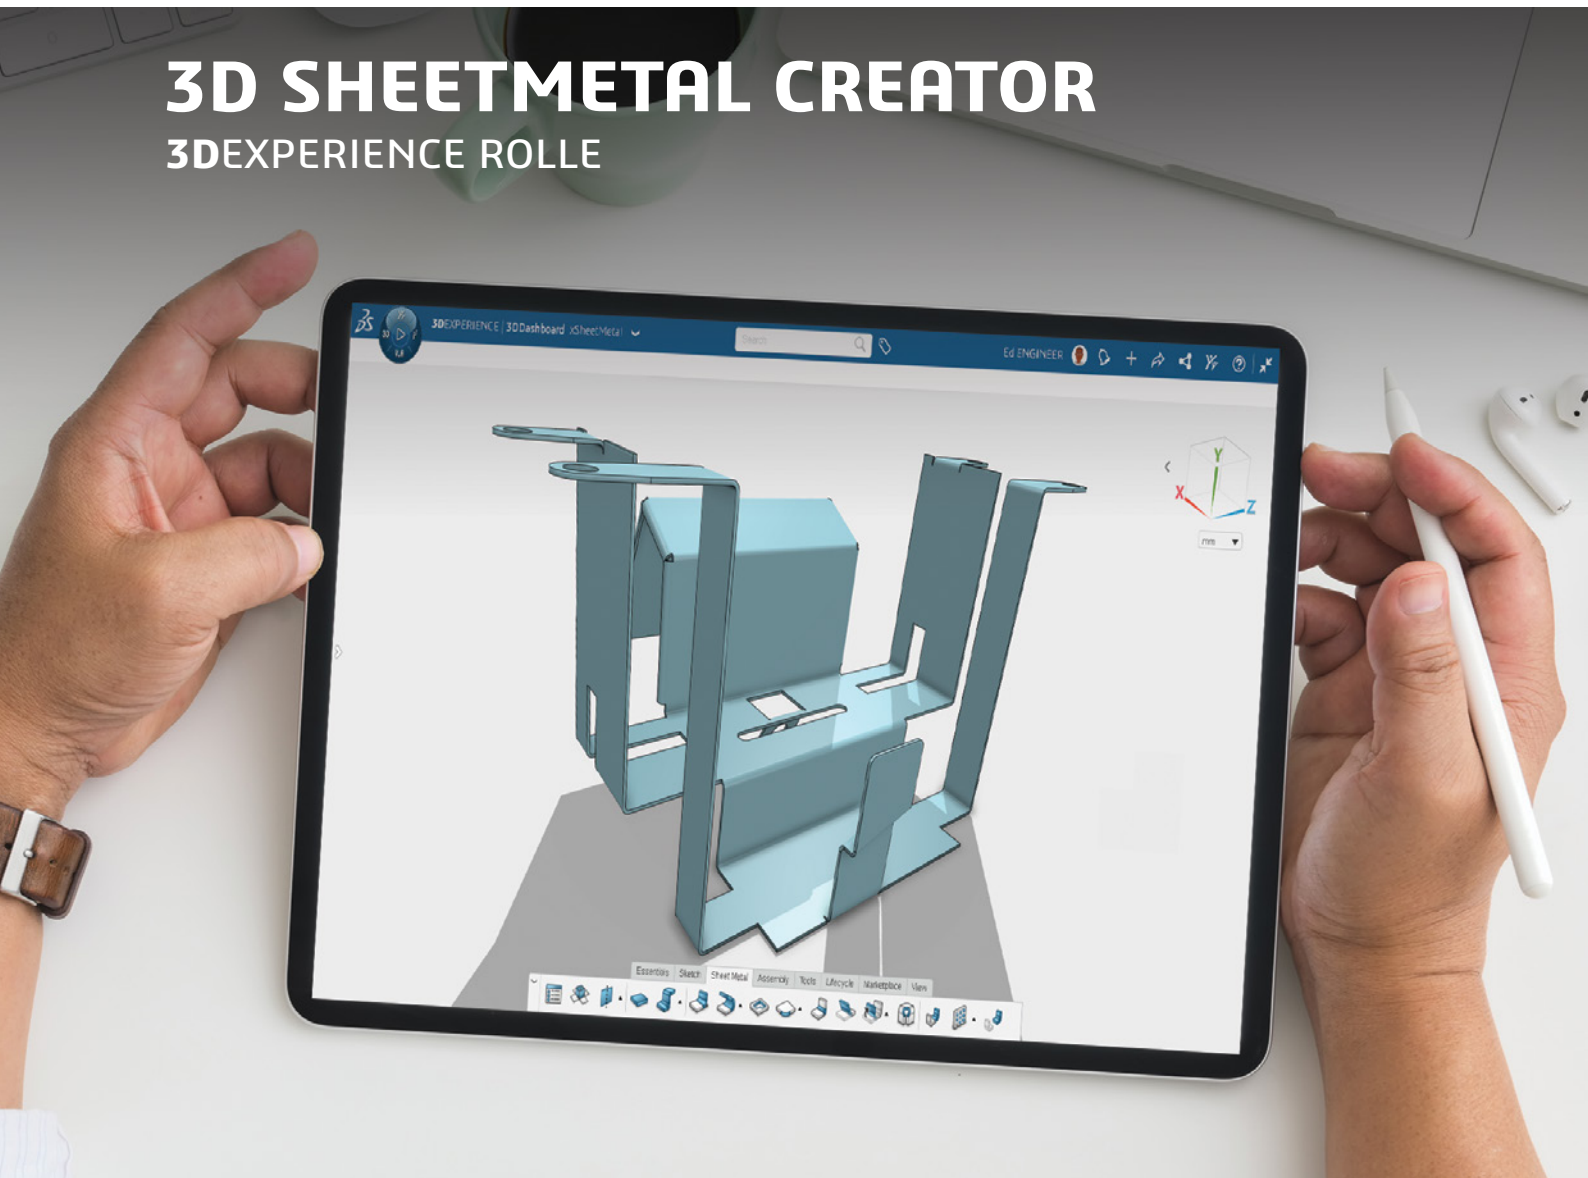 3D SHEETMETAL CREATOR
3DEXPERIENCE ROLLE
3DEXPERIENCE | 3DDashboard xSheetMetal
Search
Ed ENGINEER
Y
X
Z
mm
Essentials Sketch Sheet Metal Assembly Tools Lifecycle Marketplace View